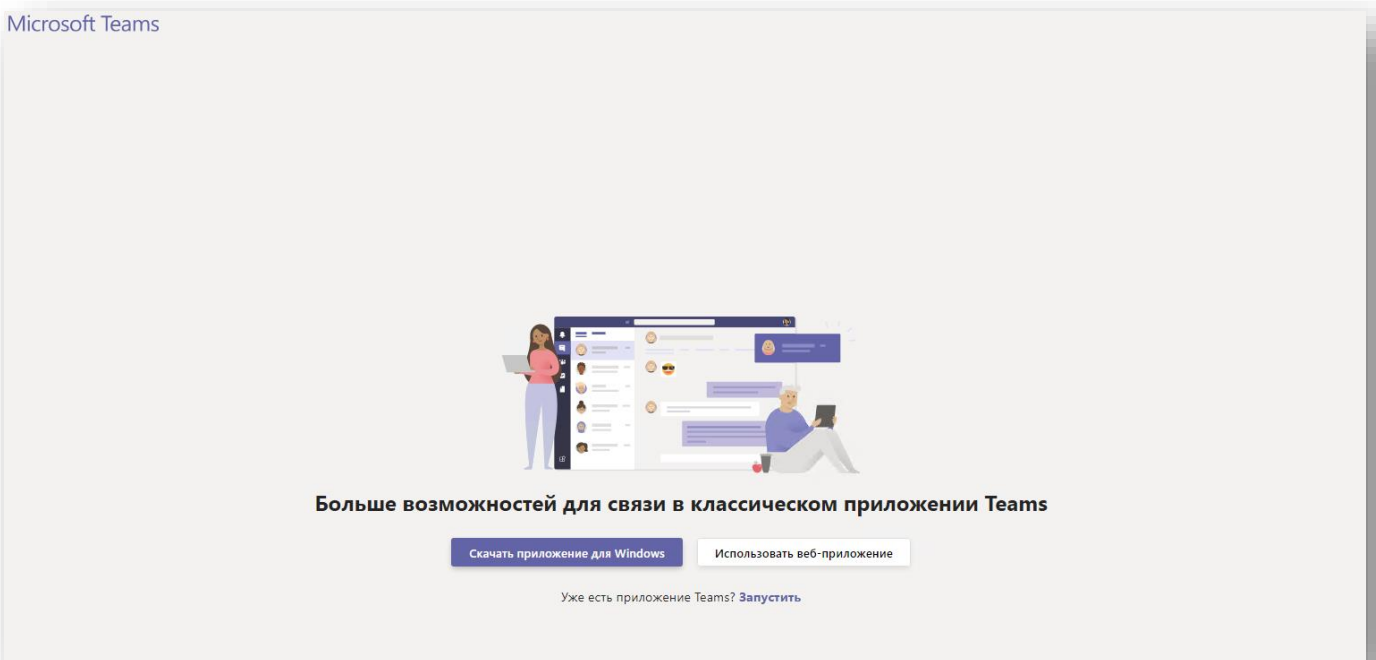 Microsoft Teams
Больше возможностей для связи в классическом приложении Teams
Скачать приложение для Windows
Использовать веб-приложение
Уже есть приложение Teams? Запустить